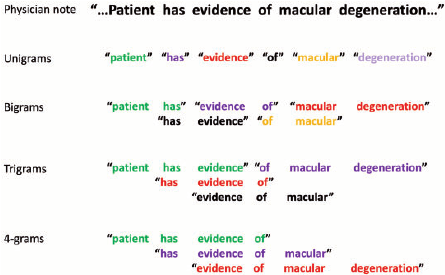 Physician note “…Patient has evidence of macular degeneration…”
Unigrams “patient” “has” “evidence” “of” “macular” “degeneration”
Bigrams “patient has” “evidence of” “macular degeneration”
“has evidence” “of macular”
Trigrams “patient has evidence” “of macular degeneration”
“has evidence of”
“evidence of macular”
4-grams “patient has evidence of”
“has evidence of macular”
“evidence of macular degeneration”